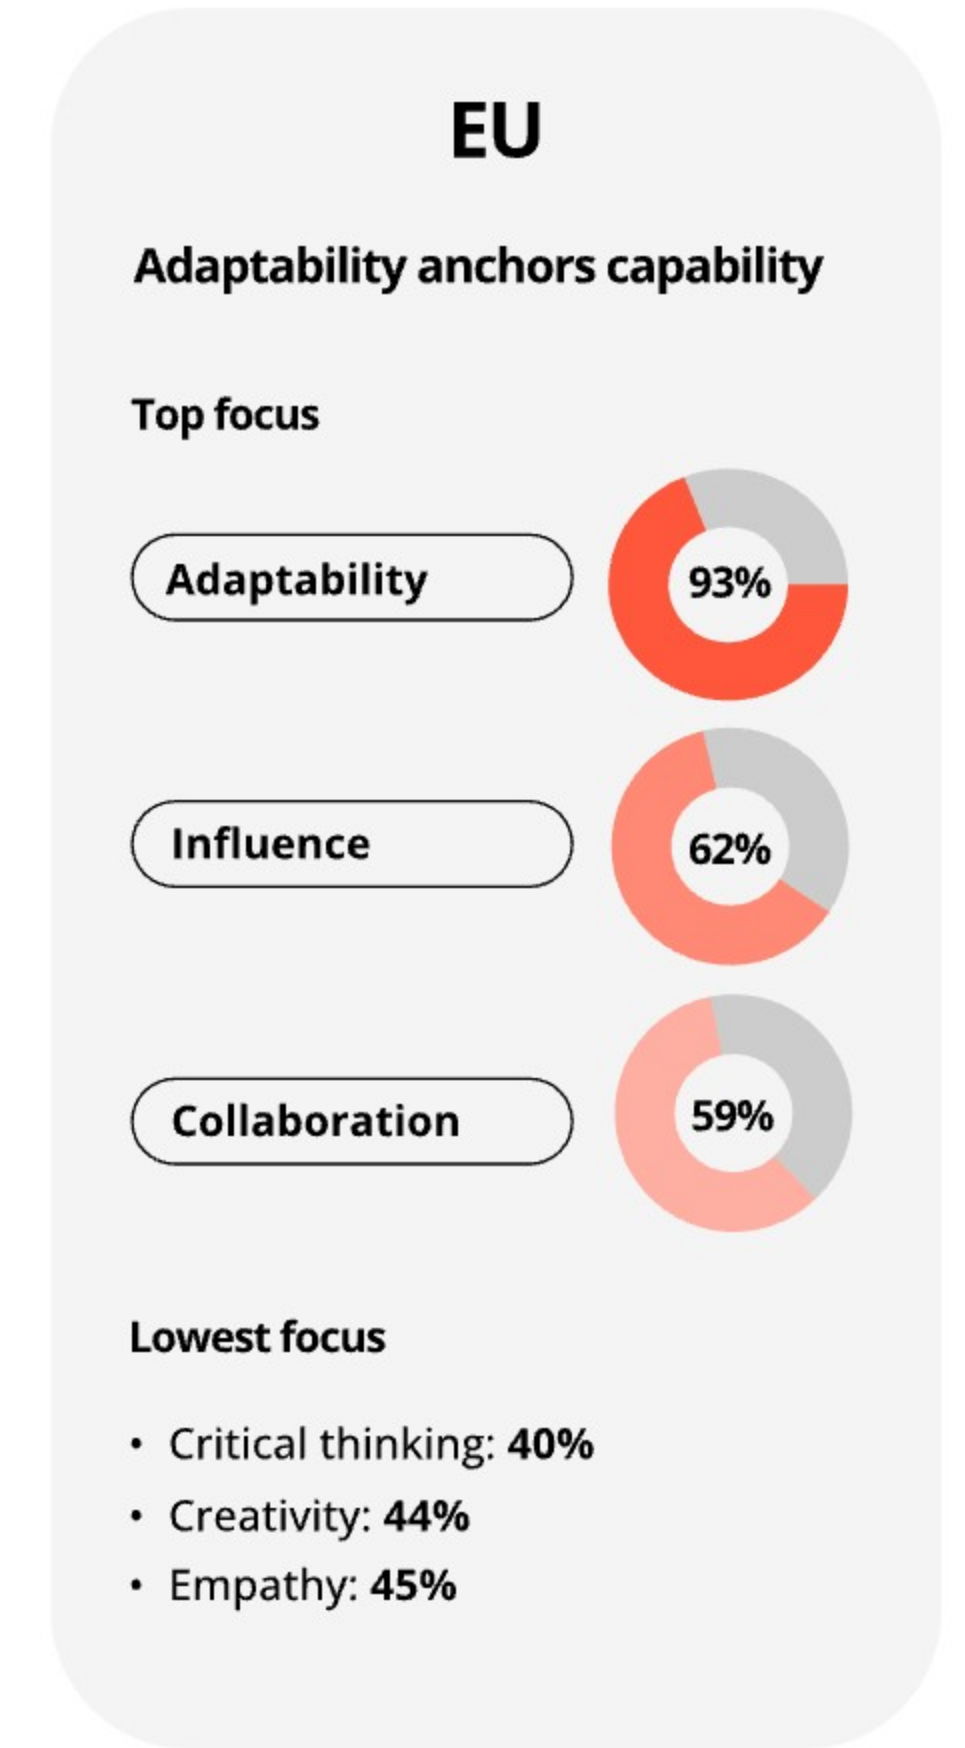 EU
Adaptability anchors capability
Top focus
Adaptability
93%
Influence
62%
Collaboration
59%
Lowest focus
• Critical thinking: 40%
• Creativity: 44%
• Empathy: 45%